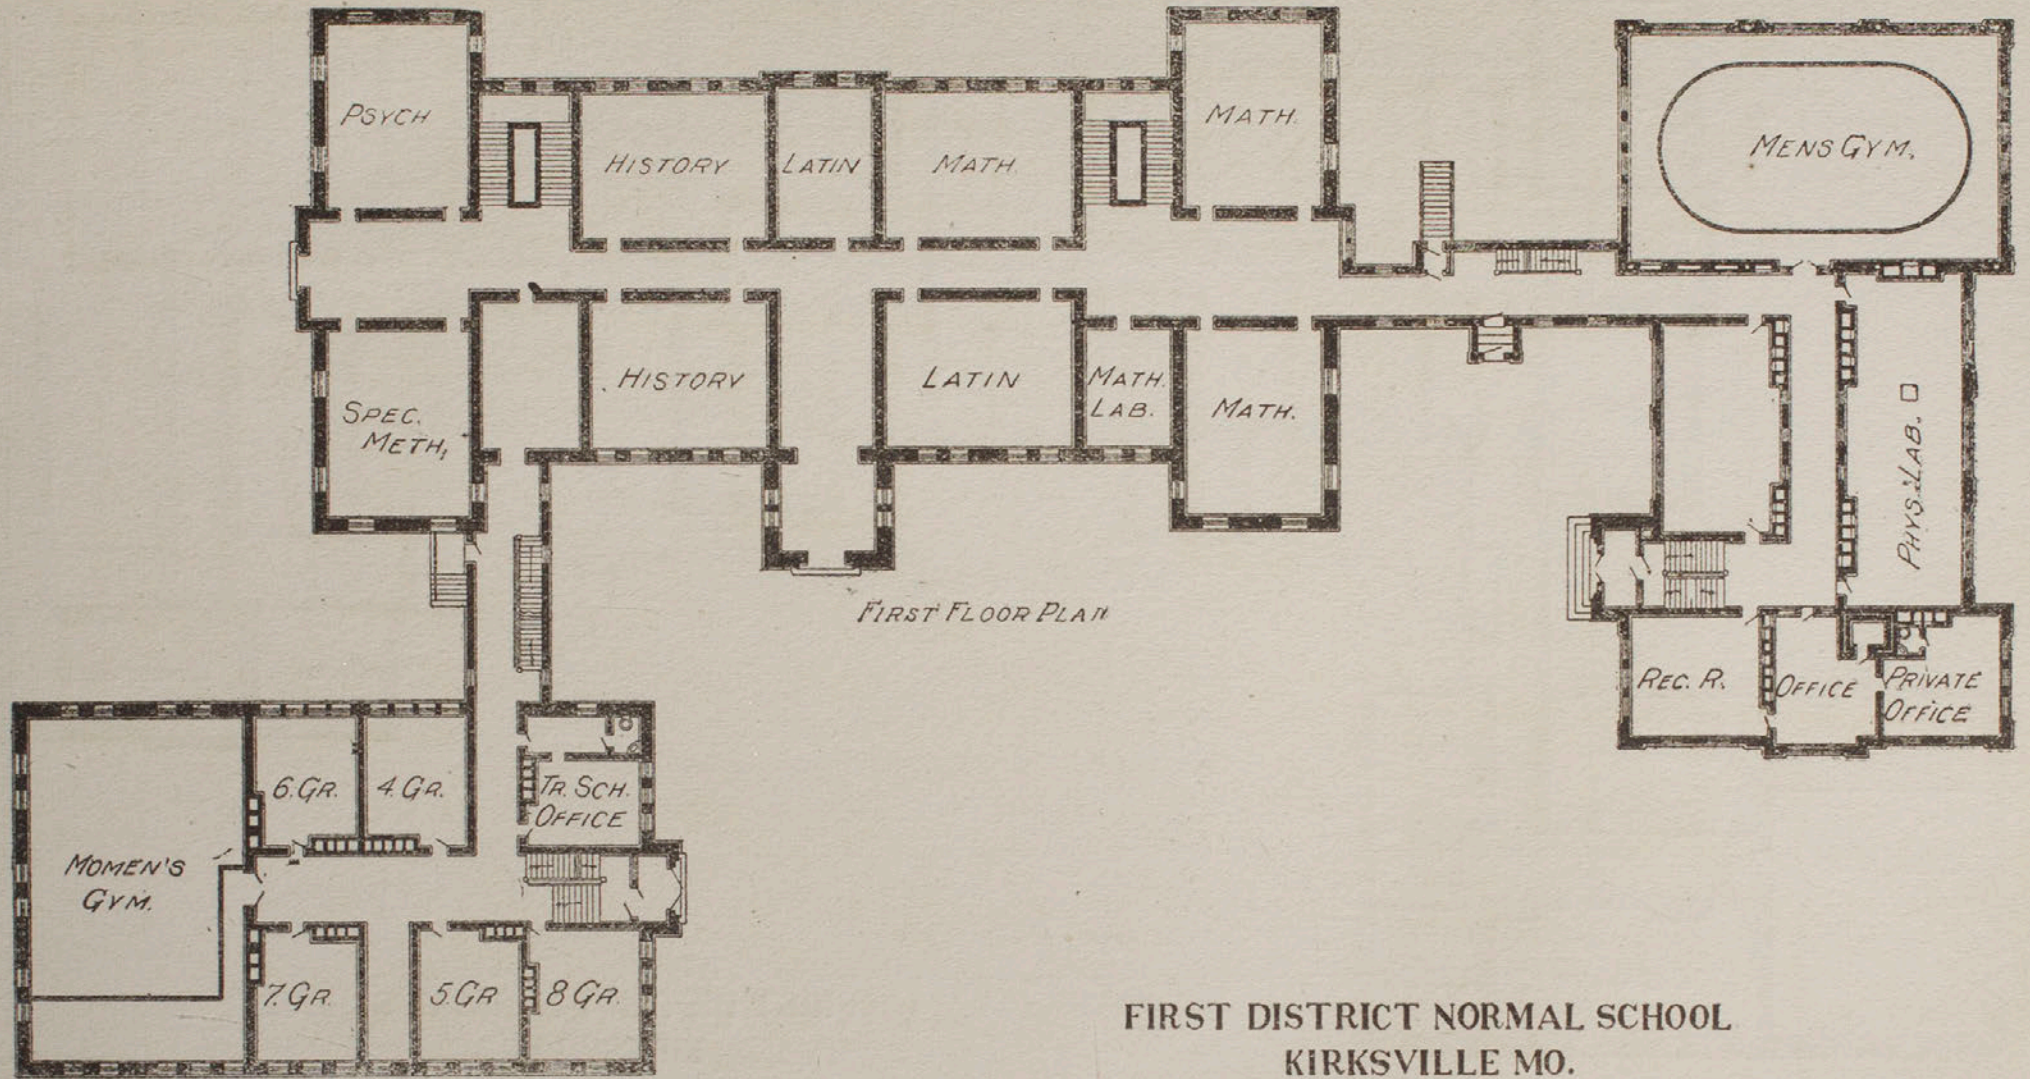 PSYCH
HISTORY
LATIN
MATH.
MATH.
MENS GYM.
SPEC.
METH,
HISTORY
LATIN
MATH.
LAB.
MATH.
PHYS. LAB.
FIRST FLOOR PLAN
REC. R.
OFFICE
PRIVATE
OFFICE
6.GR.
4.GR.
TR. SCH.
OFFICE
MOMEN'S
GYM.
7.GR.
5.GR
8 GR.
FIRST DISTRICT NORMAL SCHOOL
KIRKSVILLE MO.